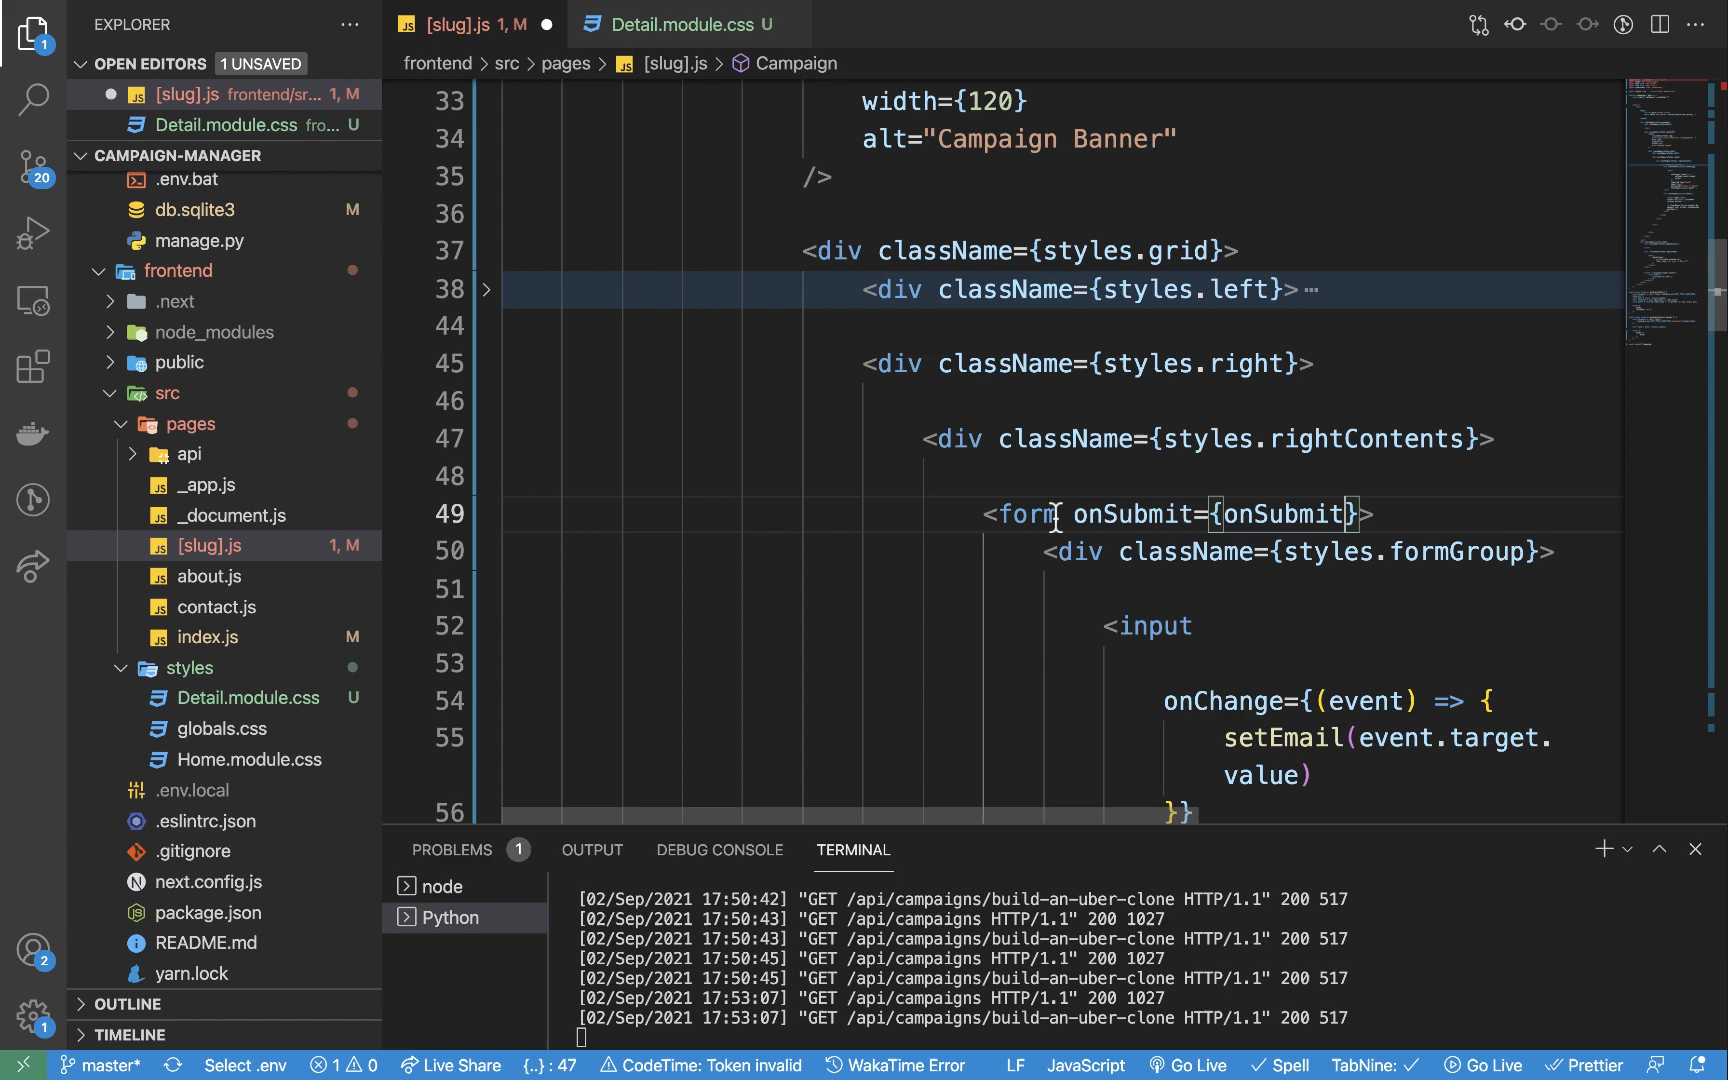 EXPLORER
OPEN EDITORS 1 UNSAVED
[slug].js frontend/sr... 1, M
Detail.module.css fro... U
CAMPAIGN-MANAGER
.env.bat
db.sqlite3 M
manage.py
frontend
.next
node_modules
public
src
pages
api
_app.js
_document.js
[slug].js 1, M
about.js
contact.js
index.js M
styles
Detail.module.css U
globals.css
Home.module.css
.env.local
.eslintrc.json
.gitignore
next.config.js
package.json
README.md
yarn.lock
OUTLINE
TIMELINE
1
20
2
1
[slug].js 1, M
Detail.module.css U
frontend > src > pages > [slug].js > Campaign
33 width={120}
34 alt="Campaign Banner"
35 />
36
37 <div className={styles.grid}>
38 <div className={styles.left}>
44
45 <div className={styles.right}>
46
47 <div className={styles.rightContents}>
48
49 <form onSubmit={onSubmit}>
50 <div className={styles.formGroup}>
51
52 <input
53
54 onChange={(event) => {
55 setEmail(event.target.
value)
56 }}
PROBLEMS 1 OUTPUT DEBUG CONSOLE TERMINAL
node
Python
[02/Sep/2021 17:50:42] "GET /api/campaigns/build-an-uber-clone HTTP/1.1" 200 517
[02/Sep/2021 17:50:43] "GET /api/campaigns HTTP/1.1" 200 1027
[02/Sep/2021 17:50:43] "GET /api/campaigns/build-an-uber-clone HTTP/1.1" 200 517
[02/Sep/2021 17:50:45] "GET /api/campaigns HTTP/1.1" 200 1027
[02/Sep/2021 17:50:45] "GET /api/campaigns/build-an-uber-clone HTTP/1.1" 200 517
[02/Sep/2021 17:53:07] "GET /api/campaigns HTTP/1.1" 200 1027
[02/Sep/2021 17:53:07] "GET /api/campaigns/build-an-uber-clone HTTP/1.1" 200 517
master* Select .env 1 0 Live Share {..} : 47 CodeTime: Token invalid WakaTime Error LF JavaScript Go Live Spell TabNine: Go Live Prettier